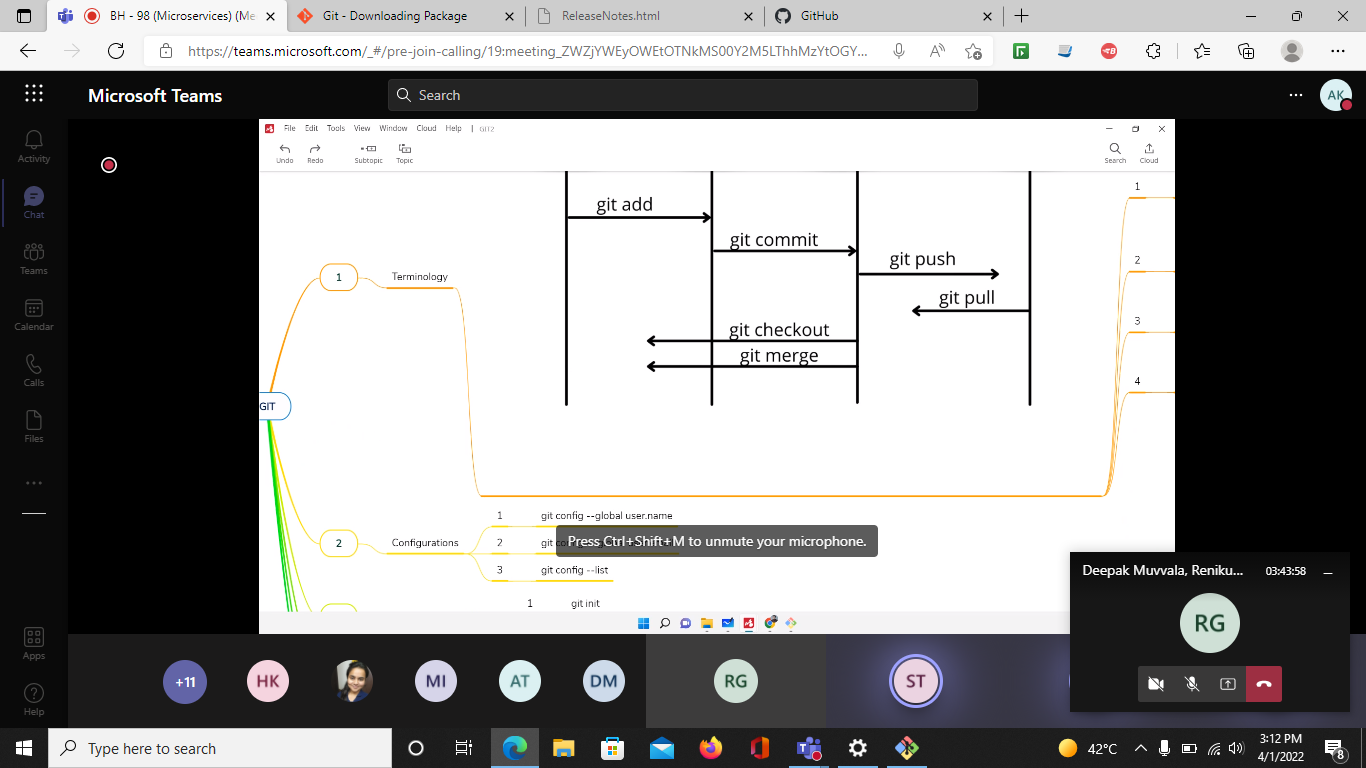 BH - 98 (Microservices) (Me
Git - Downloading Package
ReleaseNotes.html
GitHub
https://teams.microsoft.com/_#/pre-join-calling/19:meeting_ZWZjYWEyOWEtOTNkMS00Y2M5LThhMzYtOGY...
Microsoft Teams
Search
AK
Activity
Chat
Teams
Calendar
Calls
Files
Apps
Help
File Edit Tools View Window Cloud Help | GIT2
Undo Redo Subtopic Topic Search Cloud
git add
git commit
git push
git pull
git checkout
git merge
1 Terminology
GIT
1
2
3
4
2 Configurations
1 git config --global user.name
2
3 git config --list
1 git init
Press Ctrl+Shift+M to unmute your microphone.
Deepak Muvvala, Reniku... 03:43:58
RG
+11 HK MI AT DM RG ST
Type here to search
42°C
3:12 PM
4/1/2022
8